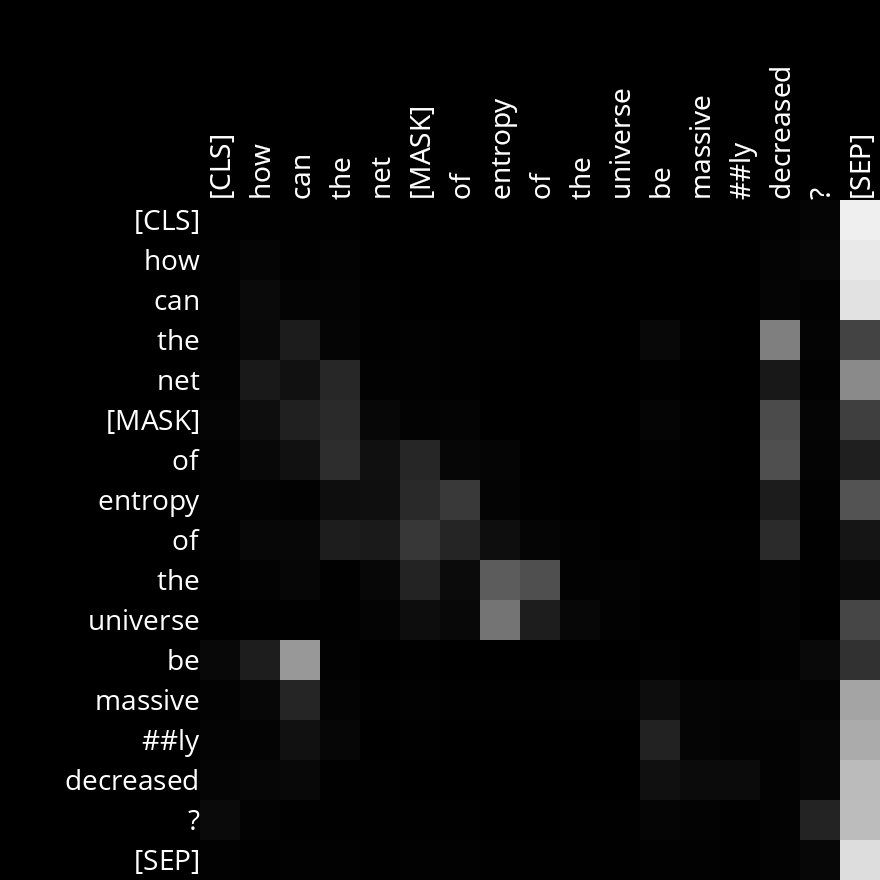 [CLS] how can the net [MASK] of entropy of the universe be massive ##ly decreased ? [SEP]
[CLS]
how
can
the
net
[MASK]
of
entropy
of
the
universe
be
massive
##ly
decreased
?
[SEP]